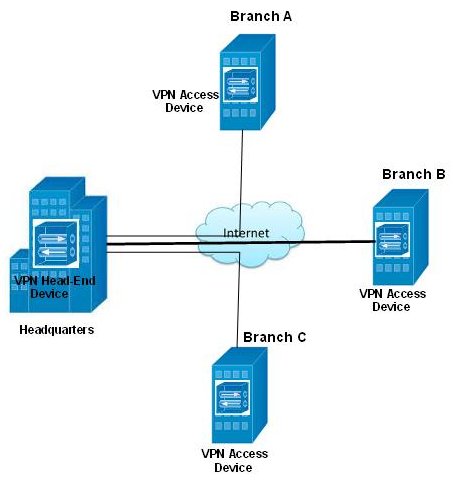 Branch A
VPN Access
Device
Branch B
Internet
VPN Head-End
Device
VPN Access
Device
Headquarters
Branch C
VPN Access
Device